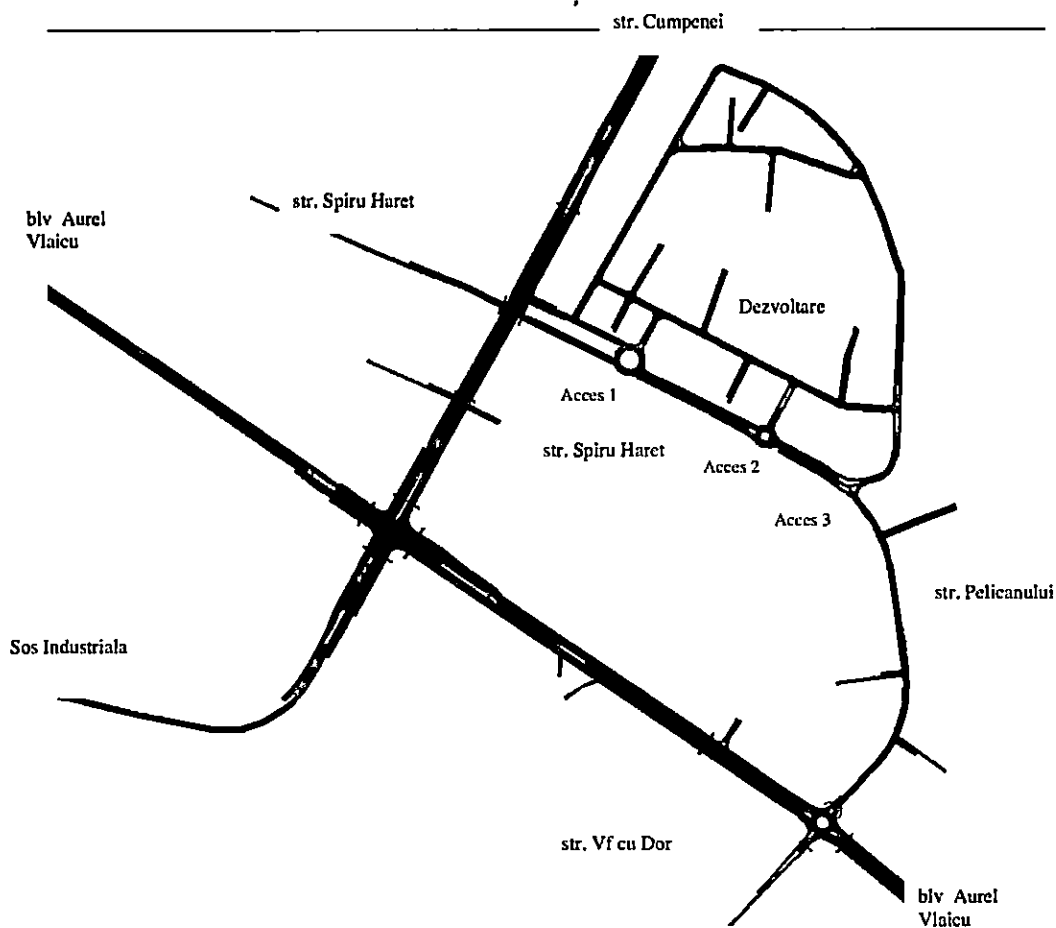 str. Cumpenei
str. Spiru Haret
blv Aurel
Vlaicu
Dezvoltare
Acces 1
str. Spiru Haret
Acces 2
Acces 3
str. Pelicanului
Sos Industriala
str. Vf cu Dor
blv Aurel
Vlaicu